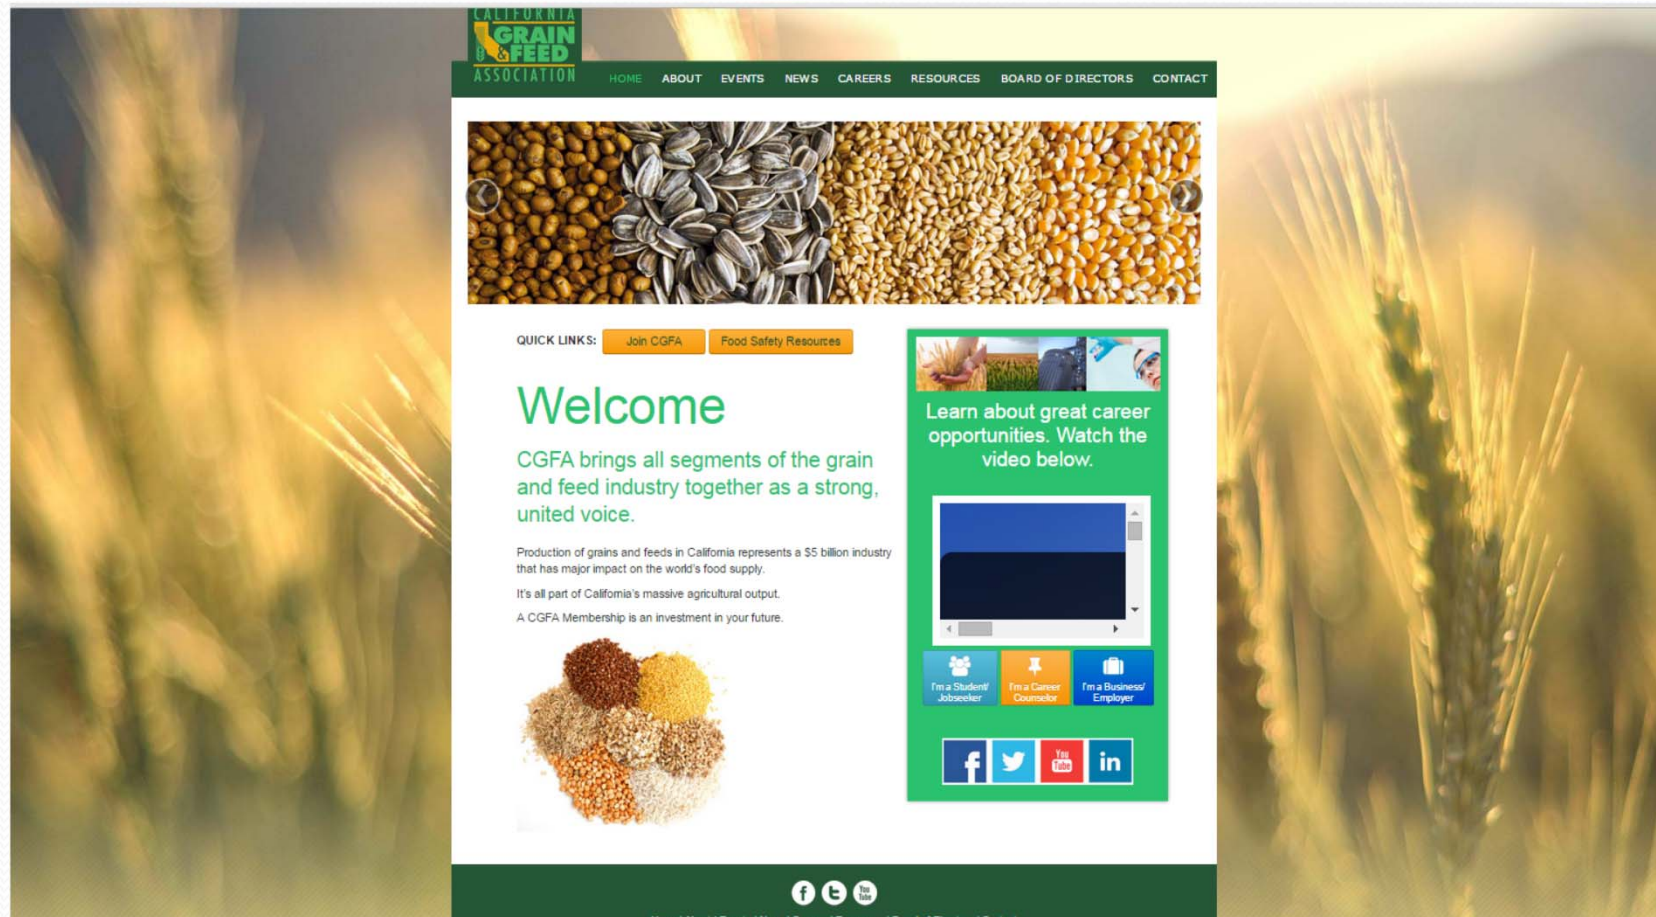 CALIFORNIA
GRAIN
& FEED
ASSOCIATION
HOME ABOUT EVENTS NEWS CAREERS RESOURCES BOARD OF DIRECTORS CONTACT
QUICK LINKS: Join CGFA Food Safety Resources
Welcome
CGFA brings all segments of the grain
and feed industry together as a strong,
united voice.
Production of grains and feeds in California represents a $5 billion industry
that has major impact on the world's food supply.
It's all part of California's massive agricultural output.
A CGFA Membership is an investment in your future.
Learn about great career
opportunities. Watch the
video below.
I'm a Student/
Jobseeker
I'm a Career
Counselor
I'm a Business/
Employer
You
Tube
in
You
Tube